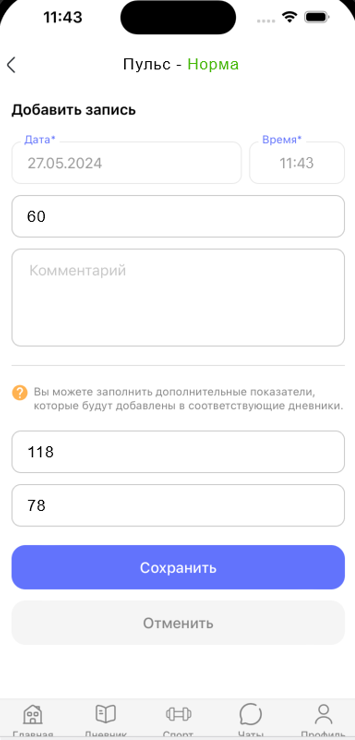 11:43
Пульс - Норма
Добавить запись
Дата*
Время*
27.05.2024
11:43
60
Комментарий
Вы можете заполнить дополнительные показатели,
которые будут добавлены в соответствующие дневники.
118
78
Сохранить
Отменить
Главная Дневник Спорт Чаты Профиль